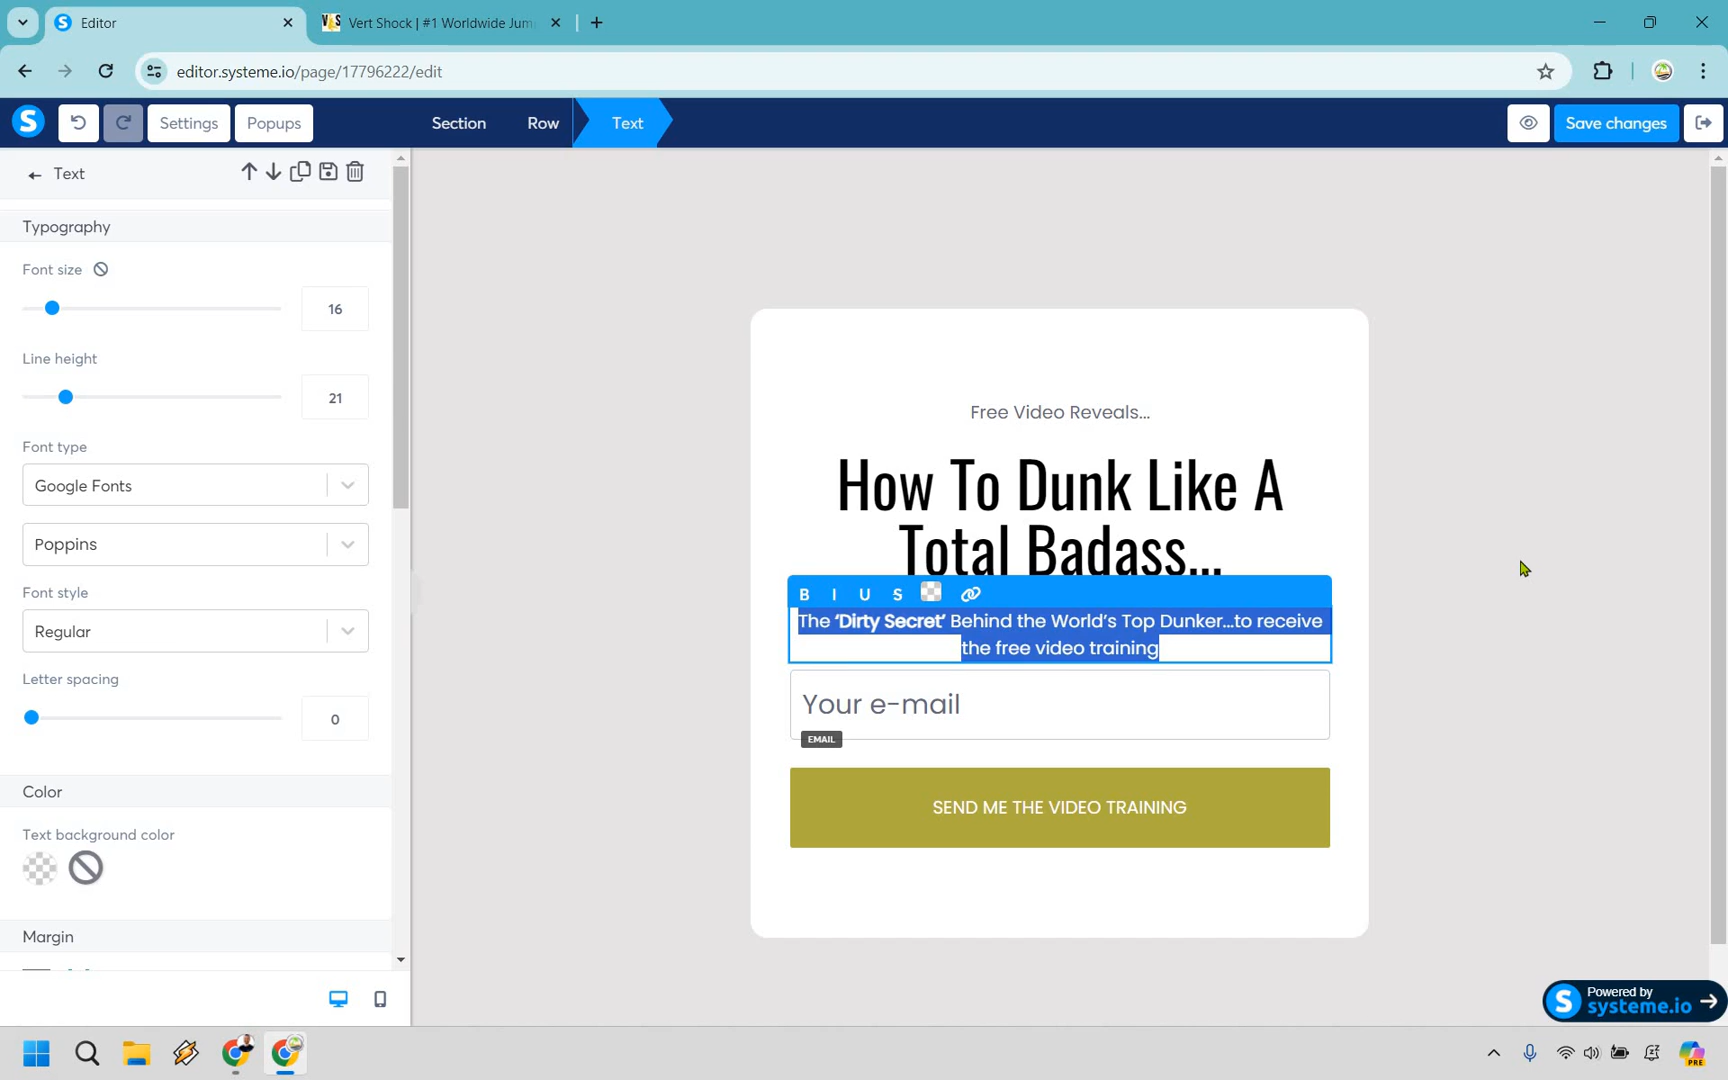 Editor
Vert Shock | #1 Worldwide Jum
editor.systeme.io/page/17796222/edit
S
Settings
Popups
Section
Row
Text
Save changes
Text
Typography
Font size
16
Line height
21
Font type
Google Fonts
Poppins
Font style
Regular
Letter spacing
0
Color
Text background color
Margin
Free Video Reveals...
How To Dunk Like A
Total Badass...
B I U S
The 'Dirty Secret' Behind the World's Top Dunker...to receive
the free video training
Your e-mail
EMAIL
SEND ME THE VIDEO TRAINING
Powered by
systeme.io
PRE